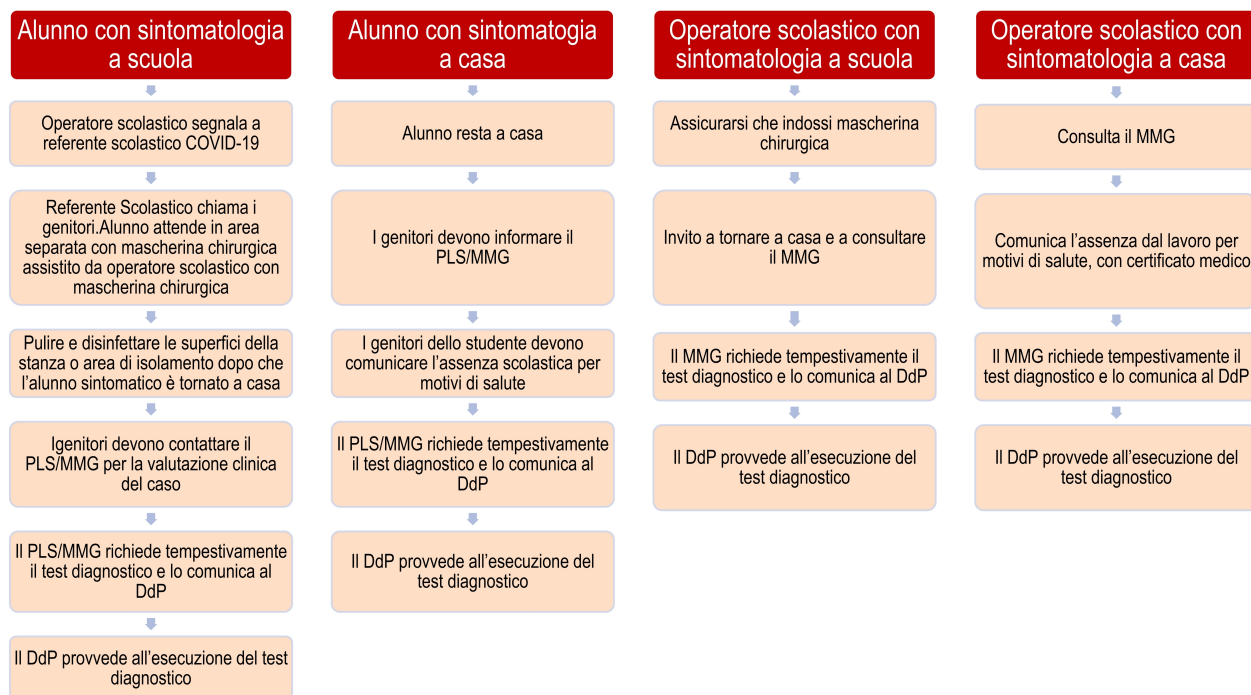 Alunno con sintomatologia
a scuola
Operatore scolastico segnala a
referente scolastico COVID-19
Referente Scolastico chiama i
genitori.Alunno attende in area
separata con mascherina chirurgica
assistito da operatore scolastico con
mascherina chirurgica
Pulire e disinfettare le superfici della
stanza o area di isolamento dopo che
l'alunno sintomatico è tornato a casa
Igenitori devono contattare il
PLS/MMG per la valutazione clinica
del caso
Il PLS/MMG richiede tempestivamente
il test diagnostico e lo comunica al
DdP
Il DdP provvede all'esecuzione del test
diagnostico
Alunno con sintomatogia
a casa
Alunno resta a casa
I genitori devono informare il
PLS/MMG
I genitori dello studente devono
comunicare l'assenza scolastica per
motivi di salute
Il PLS/MMG richiede tempestivamente
il test diagnostico e lo comunica al
DdP
Il DdP provvede all'esecuzione del
test diagnostico
Operatore scolastico con
sintomatologia a scuola
Assicurarsi che indossi mascherina
chirurgica
Invito a tornare a casa e a consultare
il MMG
Il MMG richiede tempestivamente il
test diagnostico e lo comunica al DdP
Il DdP provvede all'esecuzione del
test diagnostico
Operatore scolastico con
sintomatologia a casa
Consulta il MMG
Comunica l'assenza dal lavoro per
motivi di salute, con certificato medico
Il MMG richiede tempestivamente il
test diagnostico e lo comunica al DdP
Il DdP provvede all'esecuzione del
test diagnostico